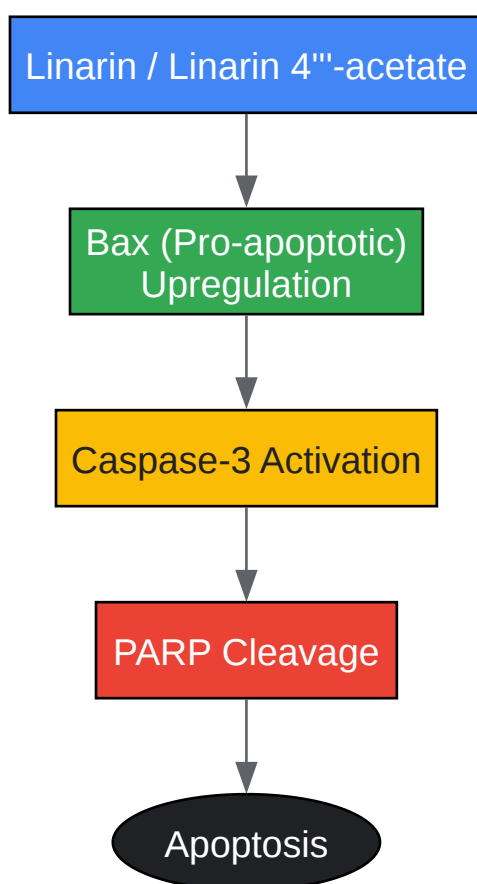 Linarin / Linarin 4'''-acetate
Bax (Pro-apoptotic)
Upregulation
Caspase-3 Activation
PARP Cleavage
Apoptosis